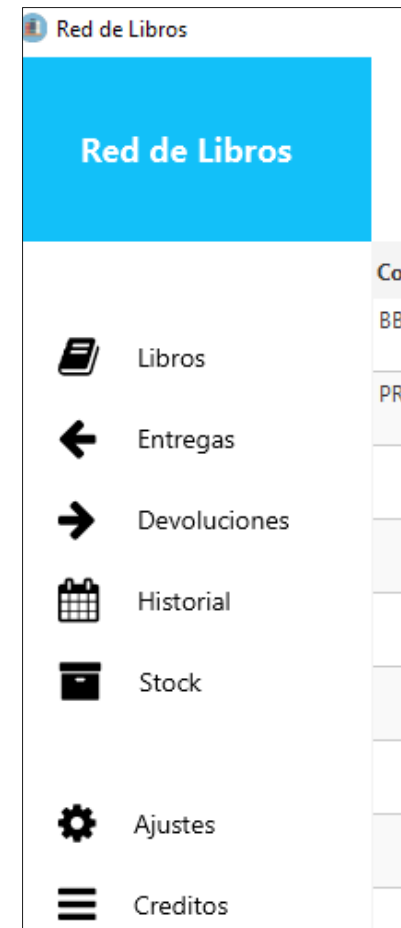 Red de Libros
Red de Libros
Libros
Entregas
Devoluciones
Historial
Stock
Ajustes
Creditos